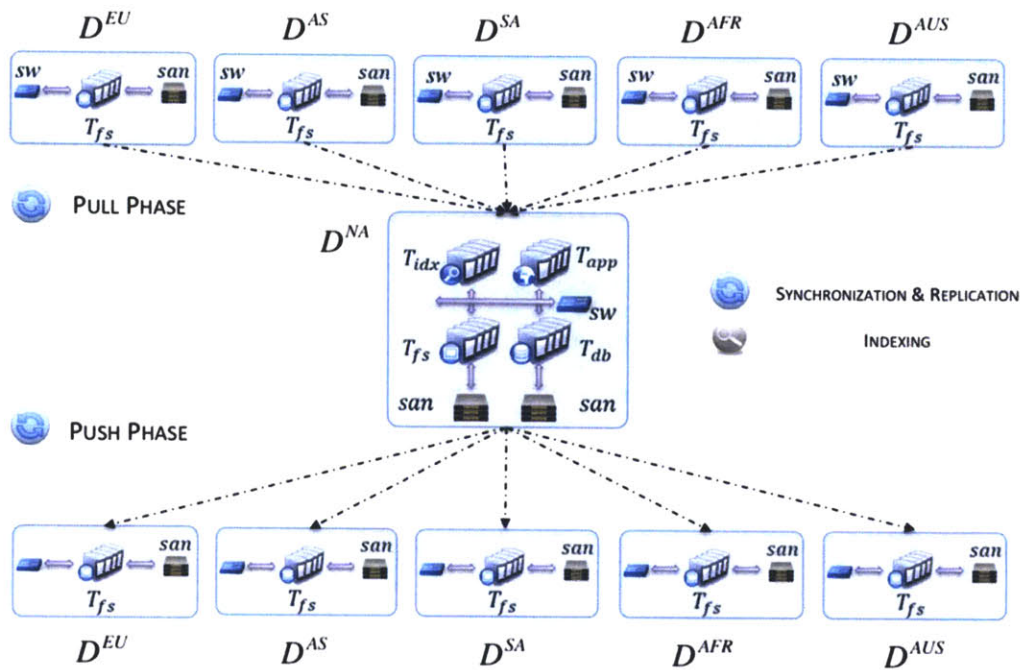 D^EU D^AS D^SA D^AFR D^AUS
sw san sw san sw san sw san sw san
T_fs T_fs T_fs T_fs T_fs
PULL PHASE
D^NA
T_idx T_app
sw
SYNCHRONIZATION & REPLICATION
INDEXING
T_fs T_db
san san
PUSH PHASE
san san san san san
T_fs T_fs T_fs T_fs T_fs
D^EU D^AS D^SA D^AFR D^AUS